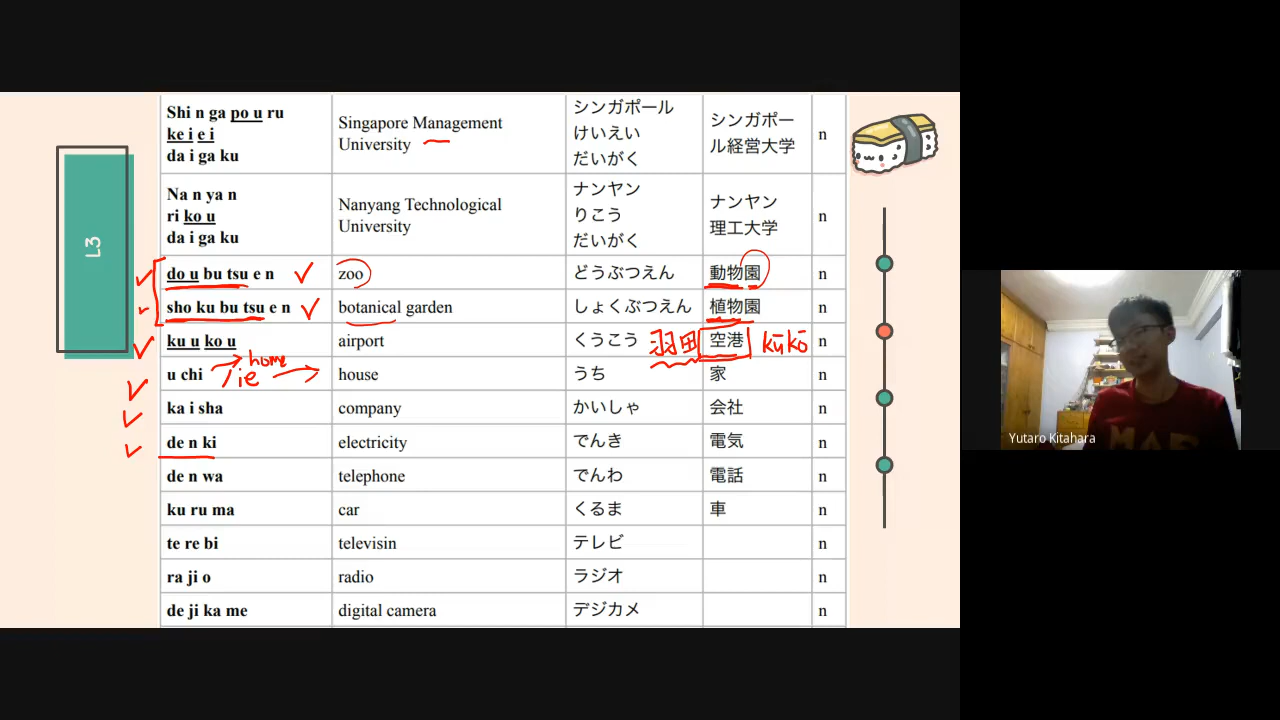 L3
Shi n ga po u ru
ke i e i
da i ga ku
Singapore Management
University
シンガポール
けいえい
だいがく
シンガポー
ル経営大学
n
Na n ya n
ri ko u
da i ga ku
Nanyang Technological
University
ナンヤン
りこう
だいがく
ナンヤン
理工大学
n
do u bu tsu e n
zoo
どうぶつえん
動物園
n
sho ku bu tsu e n
botanical garden
しょくぶつえん
植物園
n
ku u ko u
airport
くうこう
羽田
空港
kūkō
n
u chi
/ie
home
house
うち
家
n
ka i sha
company
かいしゃ
会社
n
de n ki
electricity
でんき
電気
n
de n wa
telephone
でんわ
電話
n
ku ru ma
car
くるま
車
n
te re bi
televisin
テレビ
n
ra ji o
radio
ラジオ
n
de ji ka me
digital camera
デジカメ
n
Yutaro Kitahara